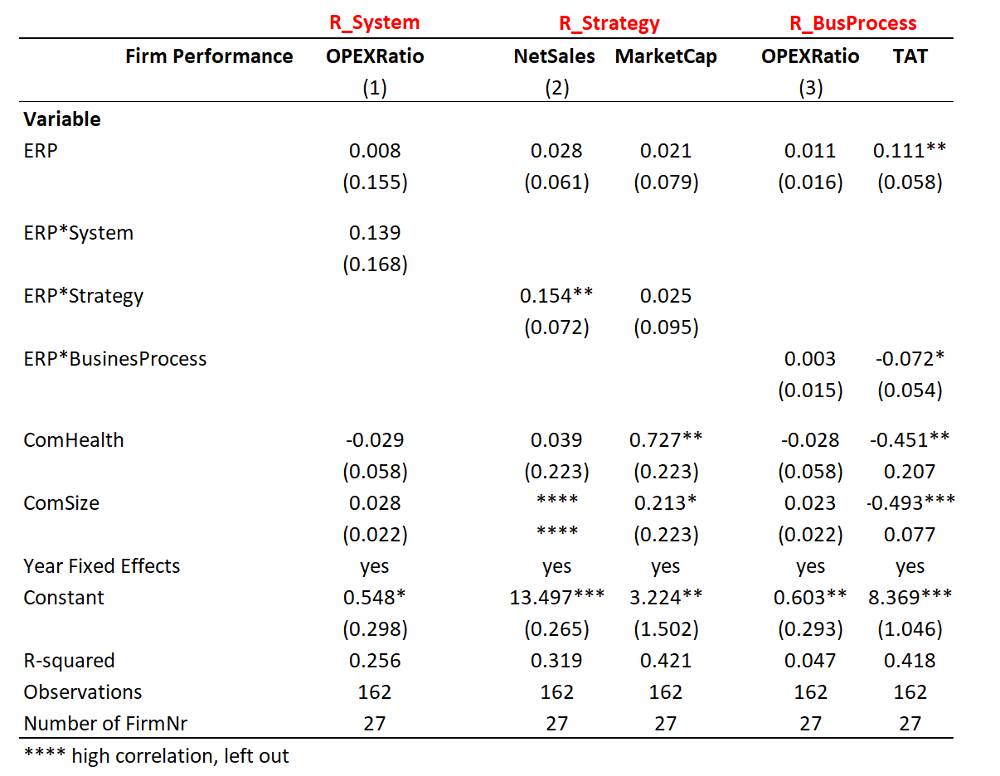 R_System R_Strategy R_BusProcess
Firm Performance OPEXRatio NetSales MarketCap OPEXRatio TAT
(1) (2) (3)
Variable
ERP 0.008 0.028 0.021 0.011 0.111**
(0.155) (0.061) (0.079) (0.016) (0.058)
ERP*System 0.139
(0.168)
ERP*Strategy 0.154** 0.025
(0.072) (0.095)
ERP*BusinesProcess 0.003 -0.072*
(0.015) (0.054)
ComHealth -0.029 0.039 0.727** -0.028 -0.451**
(0.058) (0.223) (0.223) (0.058) 0.207
ComSize 0.028 **** 0.213* 0.023 -0.493***
(0.022) **** (0.223) (0.022) 0.077
Year Fixed Effects yes yes yes yes yes
Constant 0.548* 13.497*** 3.224** 0.603** 8.369***
(0.298) (0.265) (1.502) (0.293) (1.046)
R-squared 0.256 0.319 0.421 0.047 0.418
Observations 162 162 162 162 162
Number of FirmNr 27 27 27 27 27
**** high correlation, left out